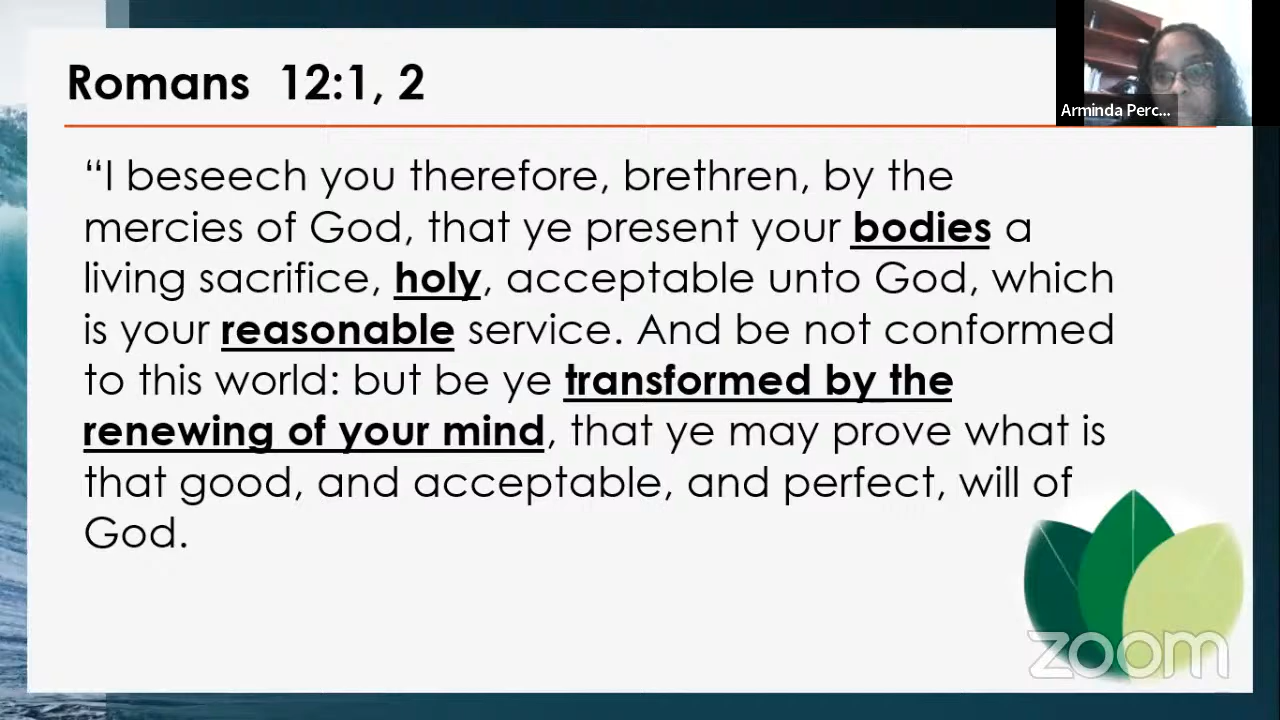 Romans 12:1, 2
Arminda Perc...
“I beseech you therefore, brethren, by the
mercies of God, that ye present your bodies a
living sacrifice, holy, acceptable unto God, which
is your reasonable service. And be not conformed
to this world: but be ye transformed by the
renewing of your mind, that ye may prove what is
that good, and acceptable, and perfect, will of
God.
zoom